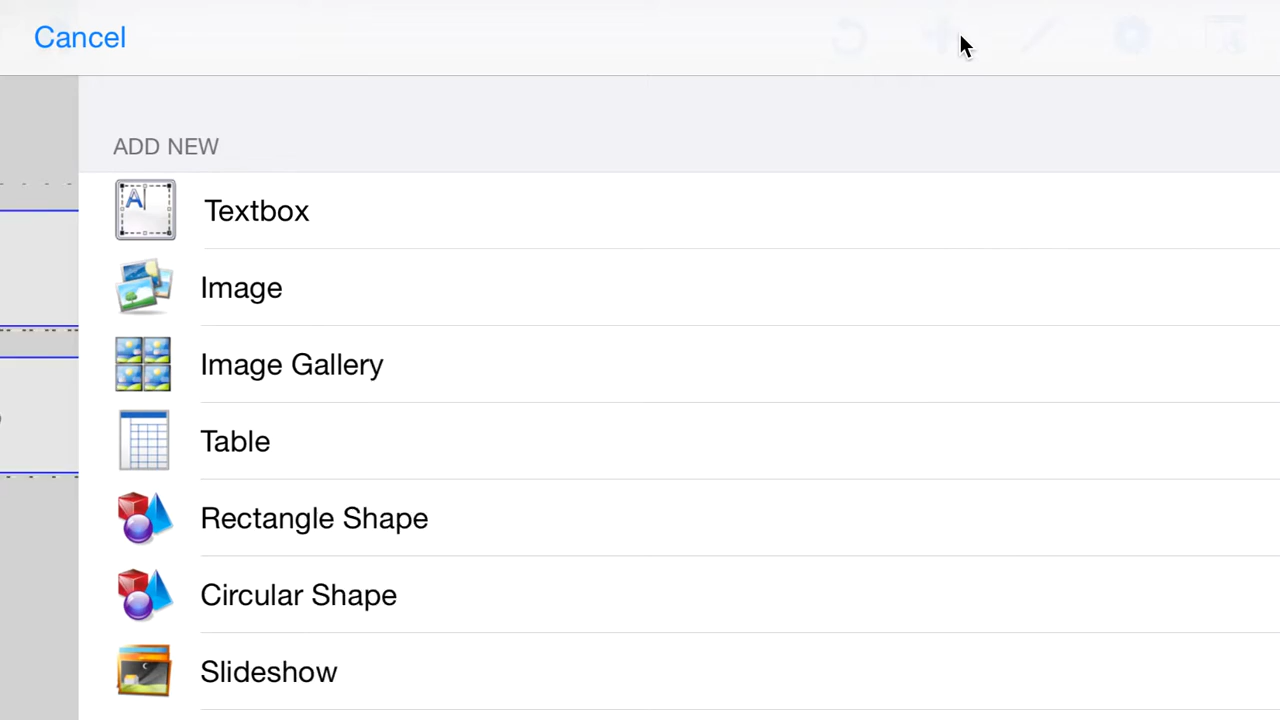 Cancel
ADD NEW
Textbox
Image
Image Gallery
Table
Rectangle Shape
Circular Shape
Slideshow